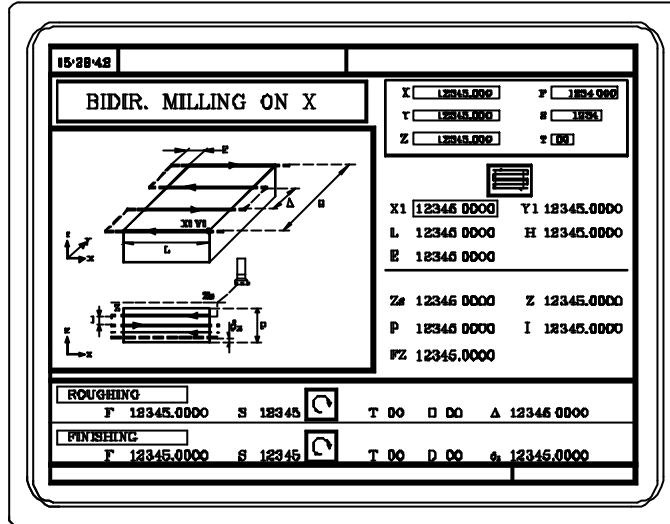 15:28:42
BIDIR. MILLING ON X
X 12345.000 F 1234.000
Y 12345.000 S 1234
Z 12345.000 T 00
X1 12345.0000 Y1 12345.0000
L 12345.0000 H 12345.0000
E 12345.0000
Zs 12345.0000 Z 12345.0000
P 12345.0000 I 12345.0000
FZ 12345.0000
E
Δ
X1 Y1
L
Z
Y
X
Zs
Z
I
P
Z
X
ROUGHING
F 12345.0000 S 12345 T 00 D 00 Δ 12345.0000
FINISHING
F 12345.0000 S 12345 T 00 D 00 δz 12345.0000